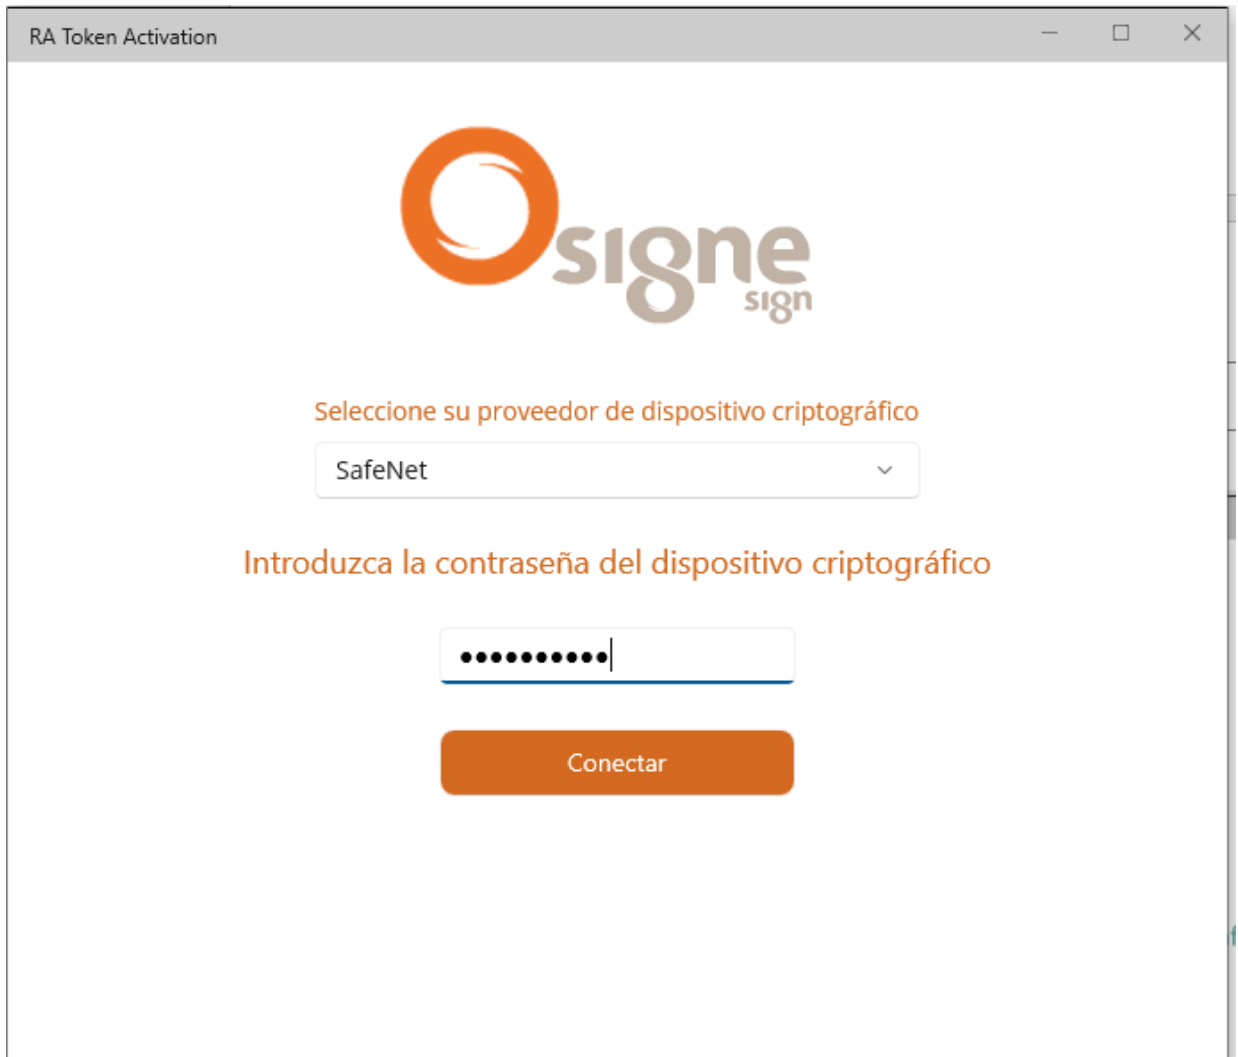 RA Token Activation
signe
sign
Seleccione su proveedor de dispositivo criptográfico
SafeNet
Introduzca la contraseña del dispositivo criptográfico
••••••••••
Conectar